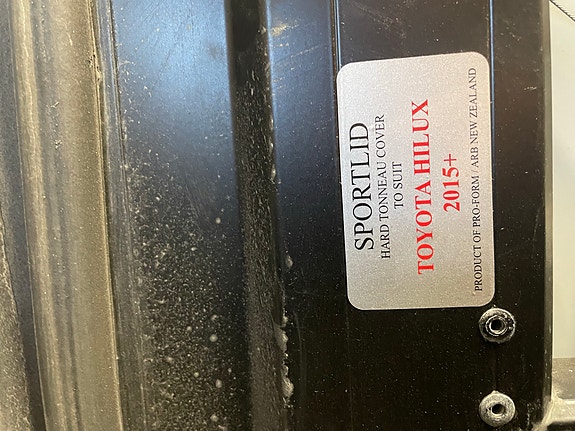 SPORTLID
HARD TONNEAU COVER
TO SUIT
TOYOTA HILUX
2015+
PRODUCT OF PRO-FORM / ARB NEW ZEALAND